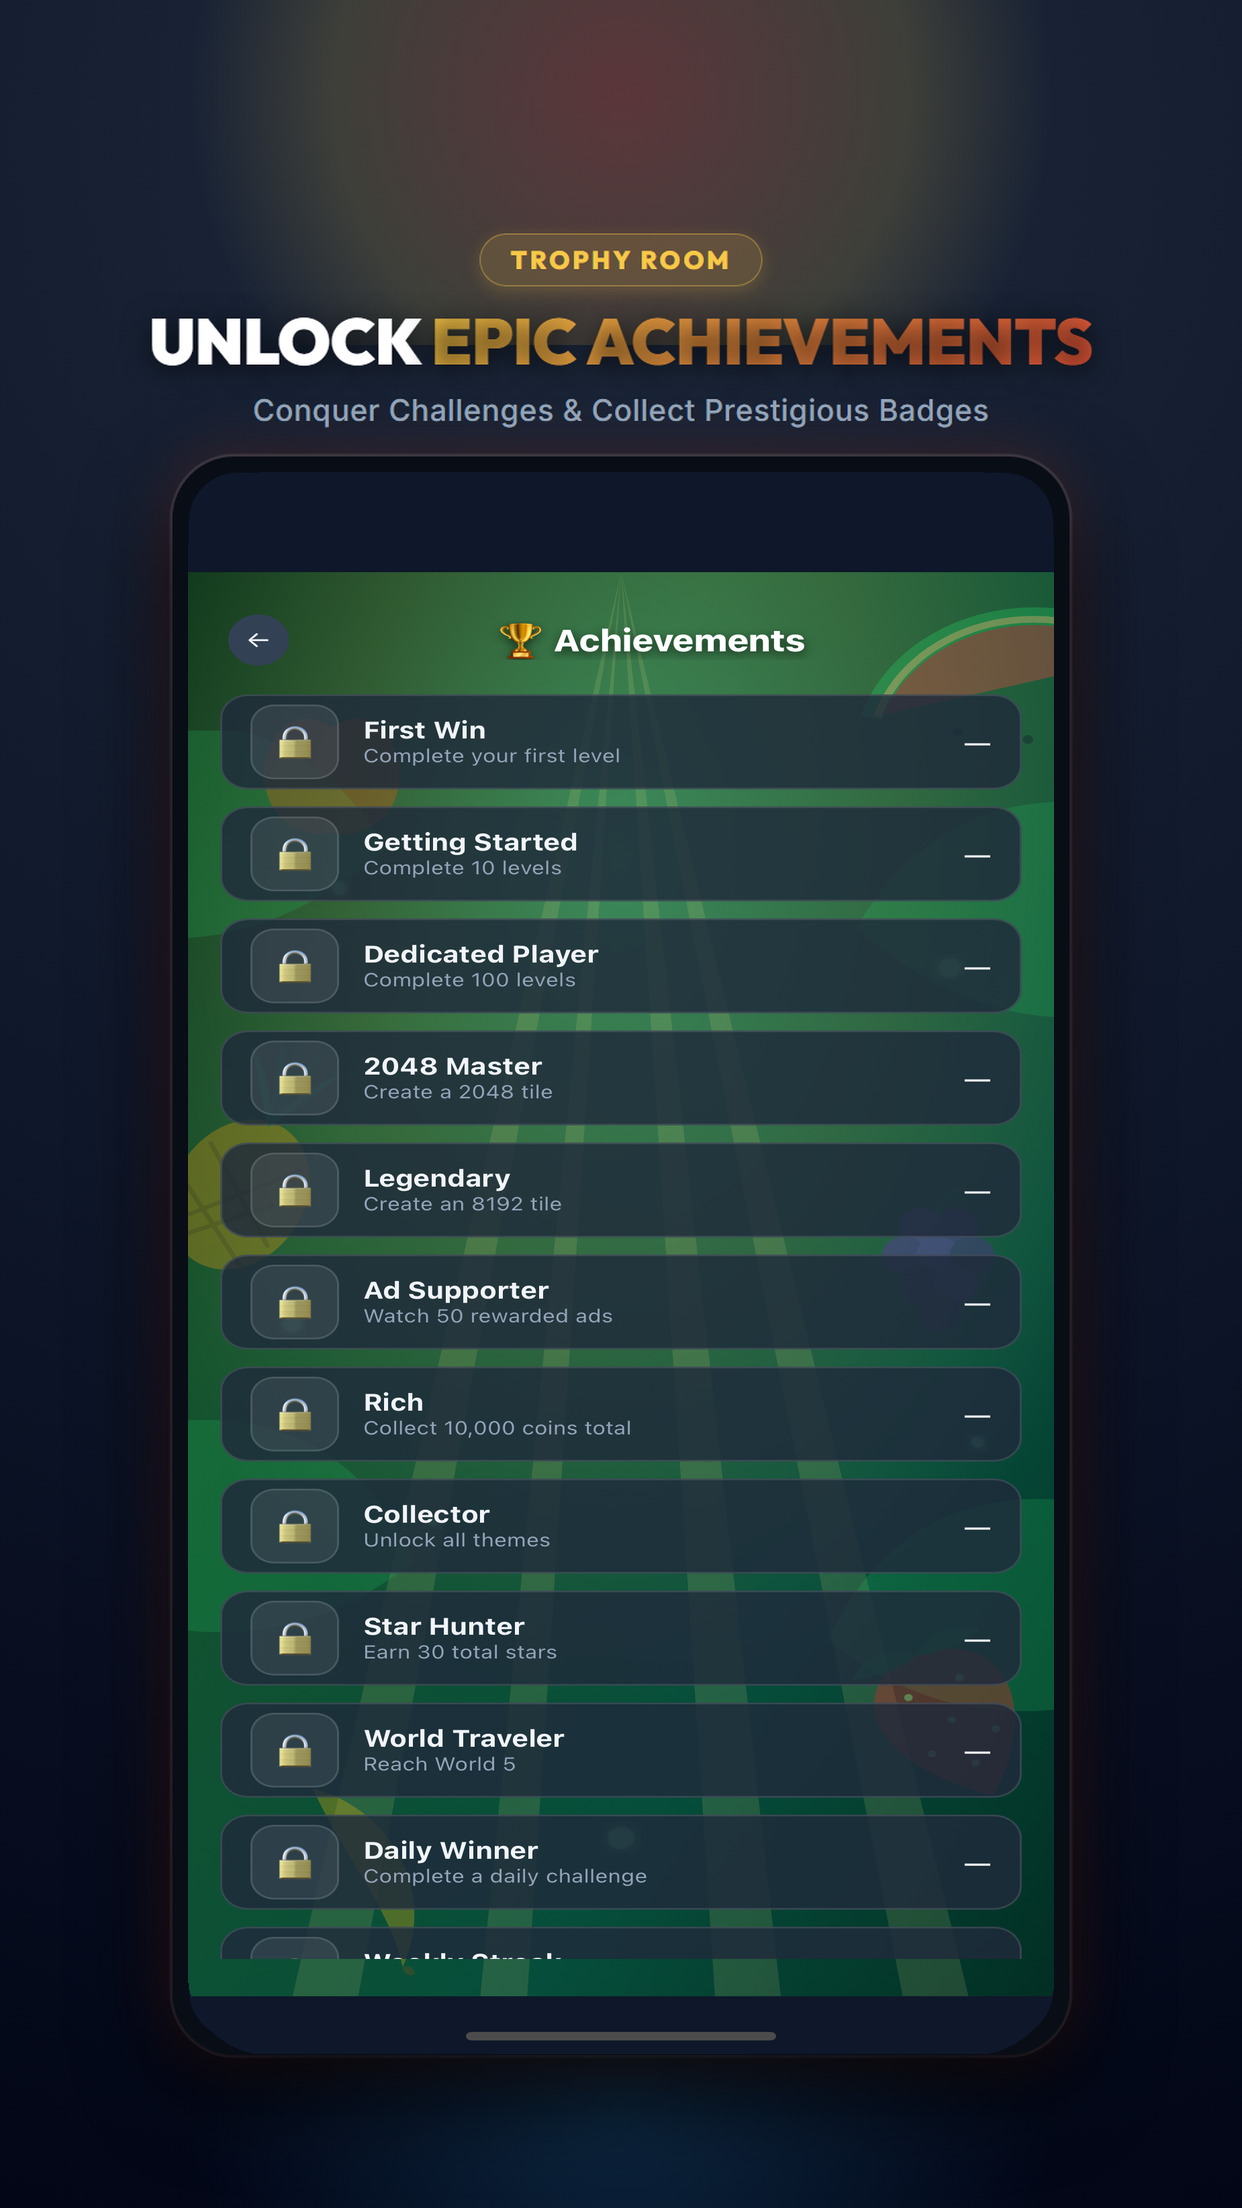 TROPHY ROOM
UNLOCK EPIC ACHIEVEMENTS
Conquer Challenges & Collect Prestigious Badges
Achievements
First Win
Complete your first level
Getting Started
Complete 10 levels
Dedicated Player
Complete 100 levels
2048 Master
Create a 2048 tile
Legendary
Create an 8192 tile
Ad Supporter
Watch 50 rewarded ads
Rich
Collect 10,000 coins total
Collector
Unlock all themes
Star Hunter
Earn 30 total stars
World Traveler
Reach World 5
Daily Winner
Complete a daily challenge
Weekly Streak